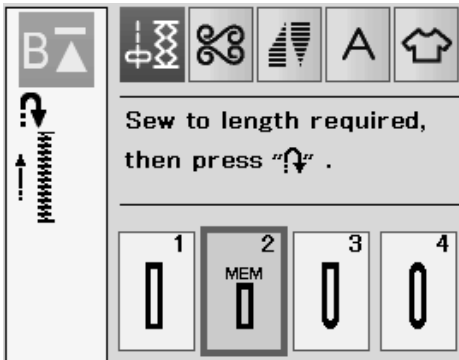 B
A
Sew to length required,
then press “ ” .
1 2 3 4
MEM